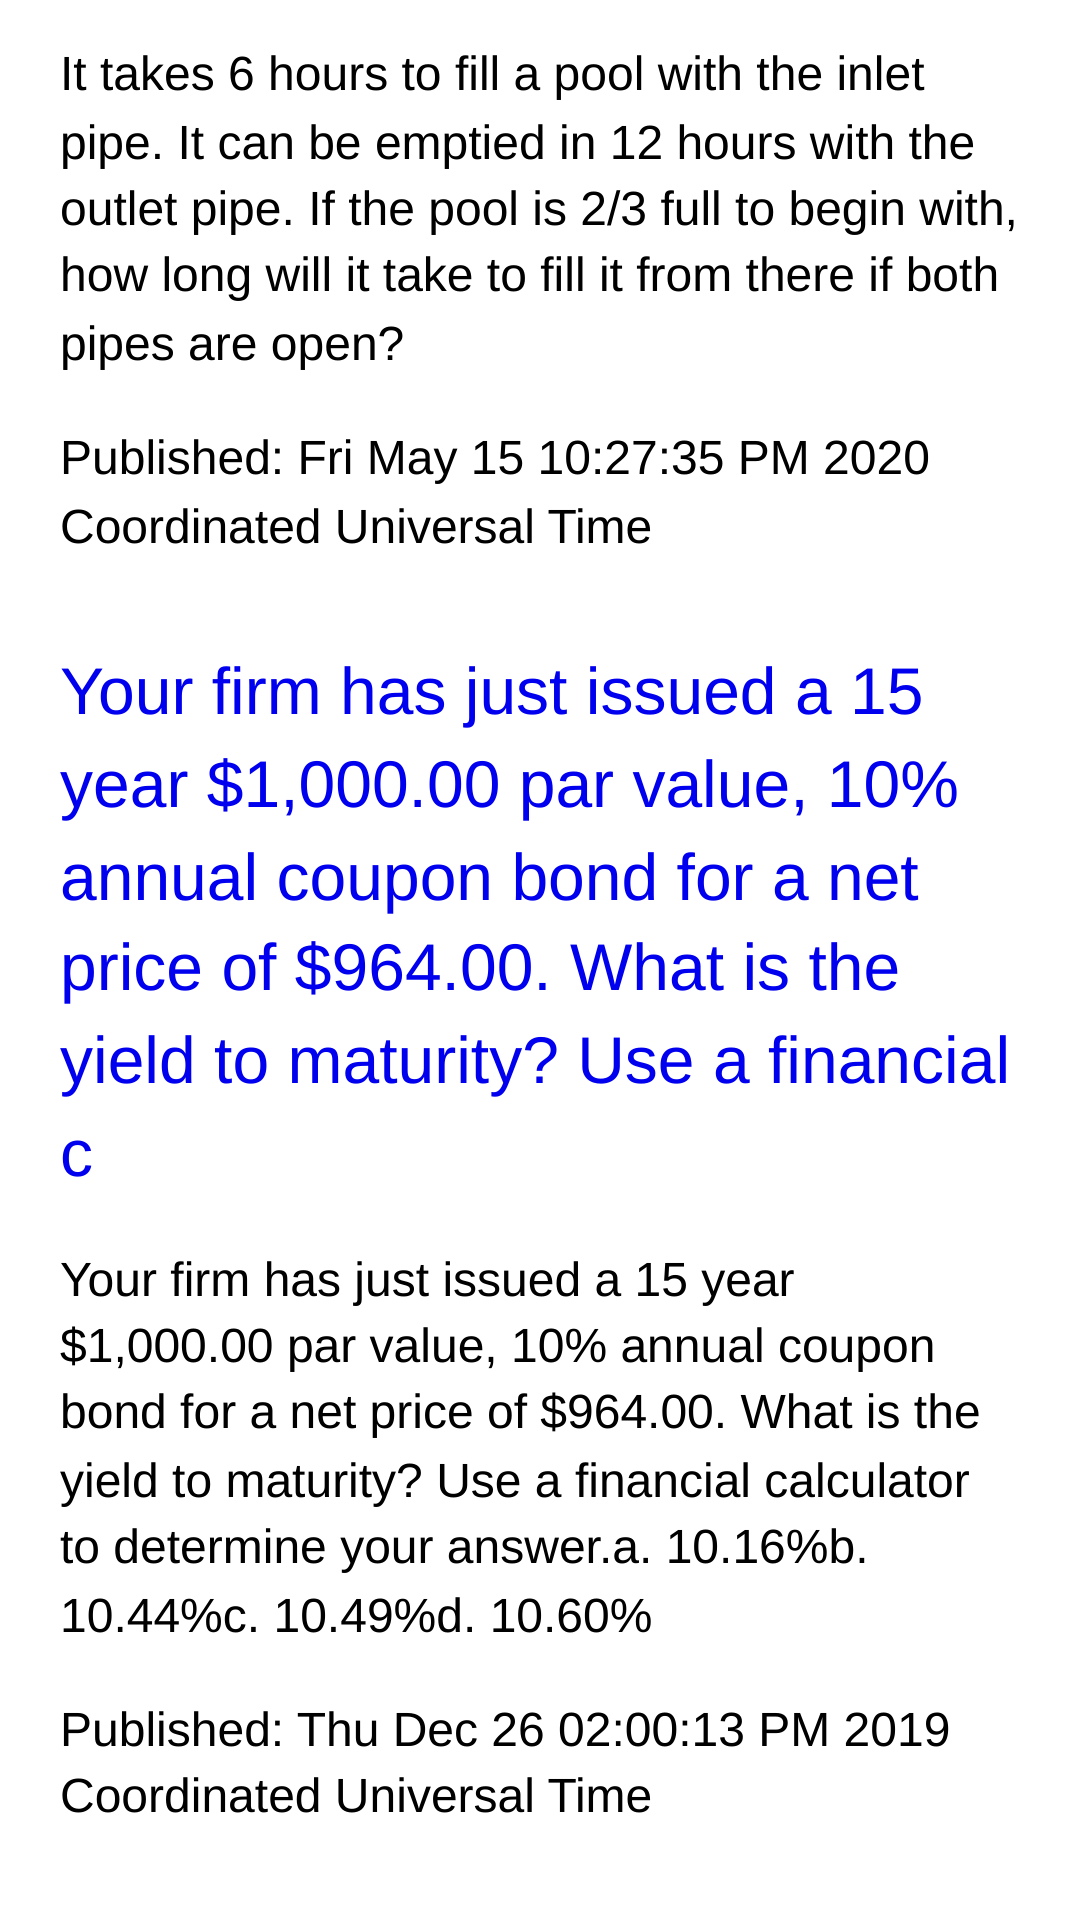 It takes 6 hours to fill a pool with the inlet
pipe. It can be emptied in 12 hours with the
outlet pipe. If the pool is 2/3 full to begin with,
how long will it take to fill it from there if both
pipes are open?
Published: Fri May 15 10:27:35 PM 2020
Coordinated Universal Time
Your firm has just issued a 15
year $1,000.00 par value, 10%
annual coupon bond for a net
price of $964.00. What is the
yield to maturity? Use a financial
c
Your firm has just issued a 15 year
$1,000.00 par value, 10% annual coupon
bond for a net price of $964.00. What is the
yield to maturity? Use a financial calculator
to determine your answer.a. 10.16%b.
10.44%c. 10.49%d. 10.60%
Published: Thu Dec 26 02:00:13 PM 2019
Coordinated Universal Time